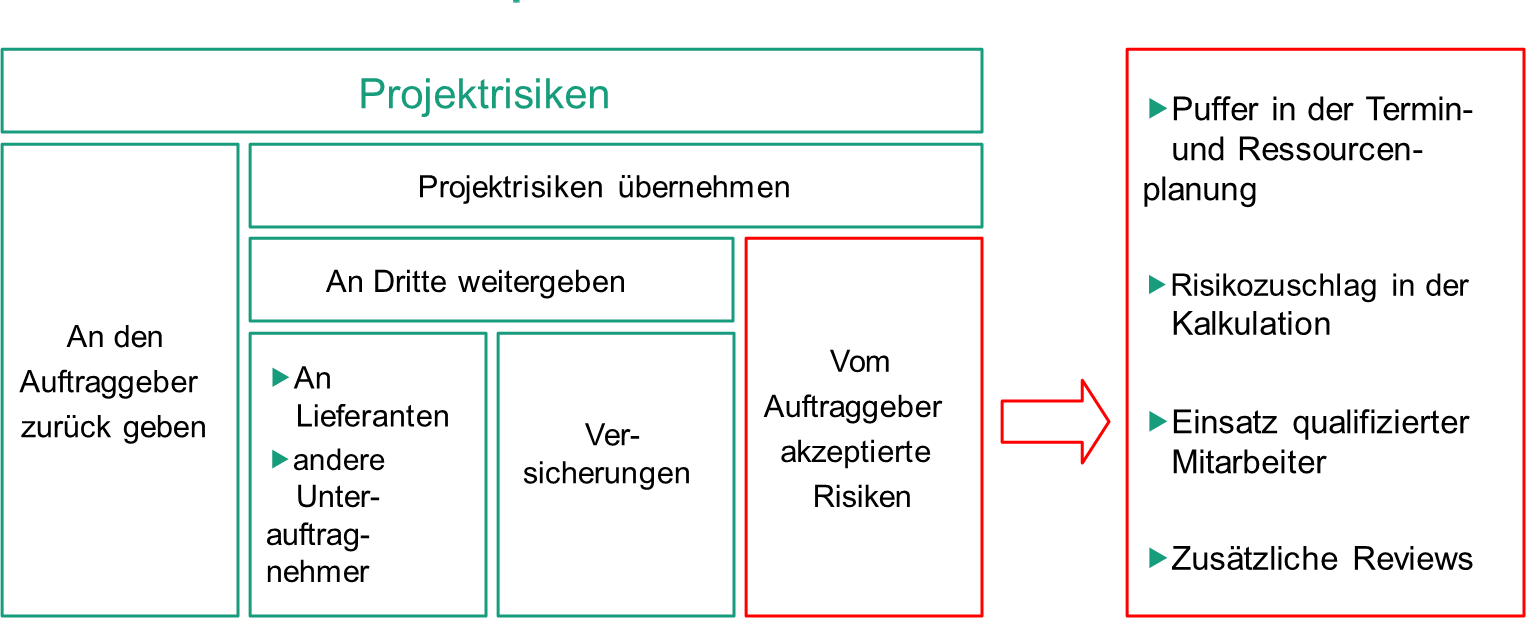 Projektrisiken
An den
Auftraggeber
zurück geben
Projektrisiken übernehmen
An Dritte weitergeben
An
Lieferanten
andere
Unter-
auftrag-
nehmer
Ver-
sicherungen
Vom
Auftraggeber
akzeptierte
Risiken
Puffer in der Termin-
und Ressourcen-
planung
Risikozuschlag in der
Kalkulation
Einsatz qualifizierter
Mitarbeiter
Zusätzliche Reviews